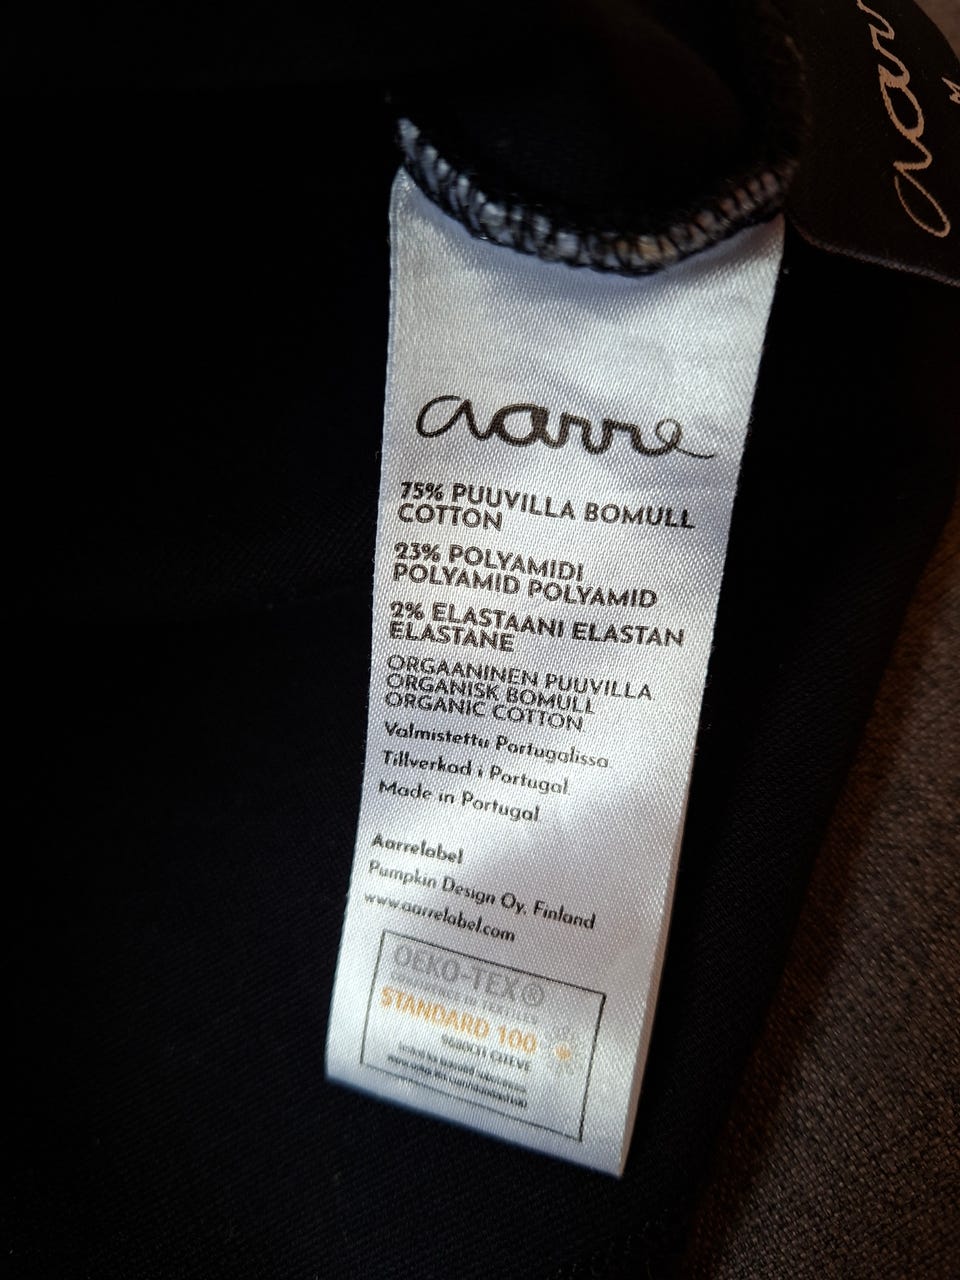 aarre
75% PUUVILLA BOMULL
COTTON
23% POLYAMIDI
POLYAMID POLYAMID
2% ELASTAANI ELASTAN
ELASTANE
ORGAANINEN PUUVILLA
ORGANISK BOMULL
ORGANIC COTTON
Valmistettu Portugalissa
Tillverkad i Portugal
Made in Portugal
Aarrelabel
Pumpkin Design Oy, Finland
www.aarrelabel.com
OEKO-TEX®
STANDARD 100
aarr
M